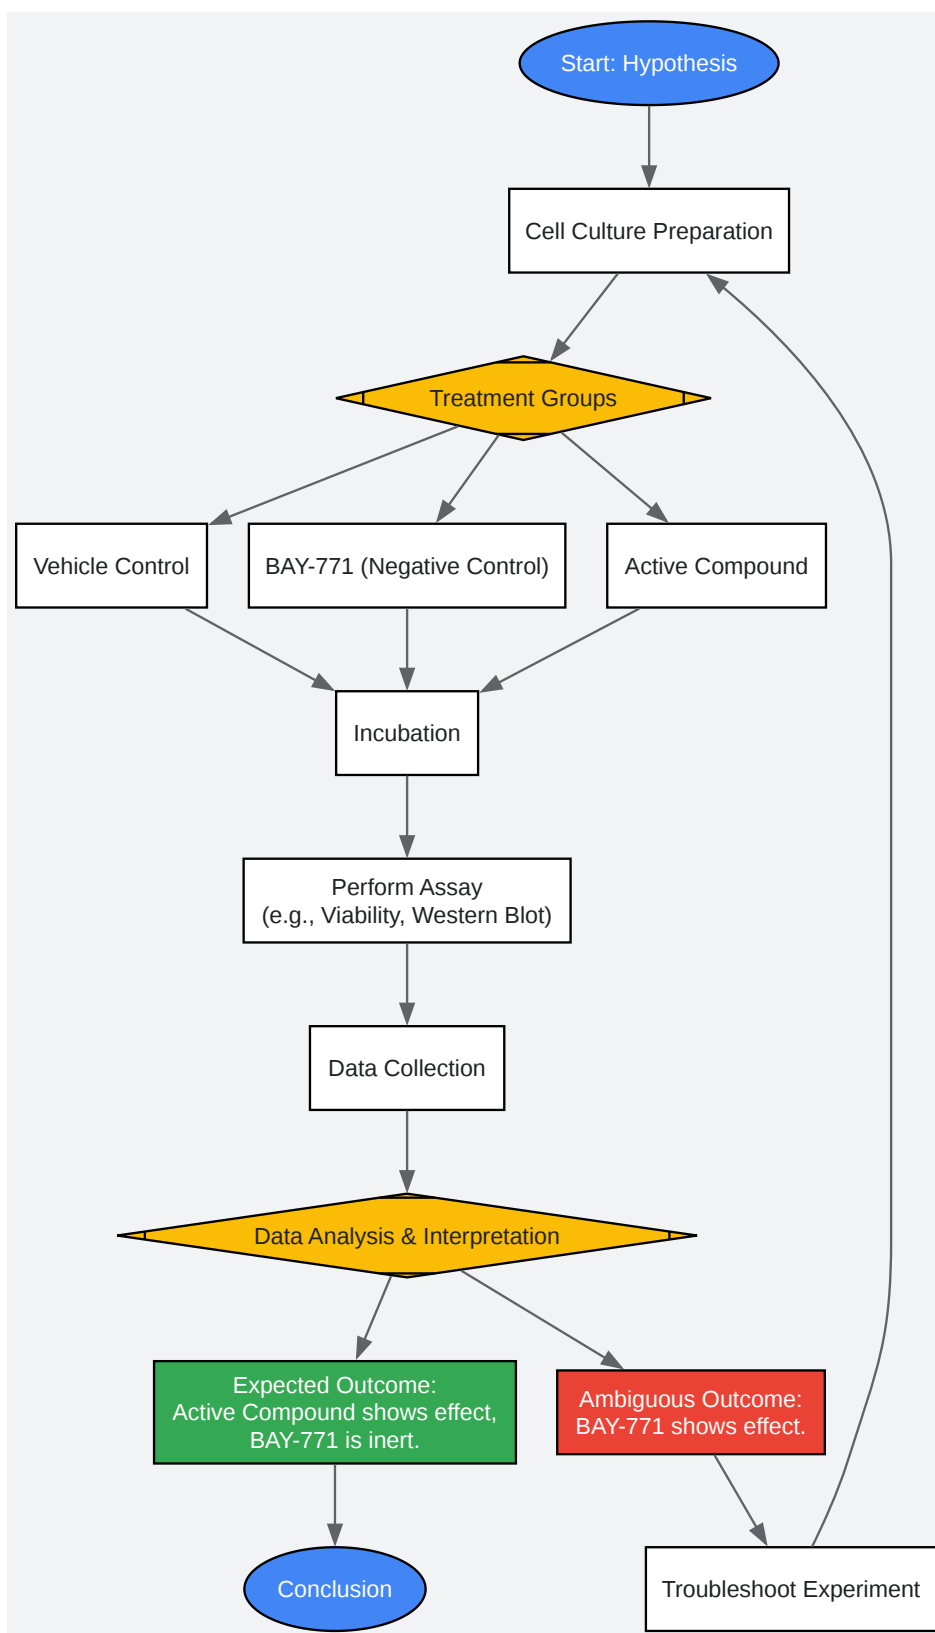 Start: Hypothesis
Cell Culture Preparation
Treatment Groups
Vehicle Control
BAY-771 (Negative Control)
Active Compound
Incubation
Perform Assay
(e.g., Viability, Western Blot)
Data Collection
Data Analysis & Interpretation
Expected Outcome:
Active Compound shows effect,
BAY-771 is inert.
Ambiguous Outcome:
BAY-771 shows effect.
Conclusion
Troubleshoot Experiment